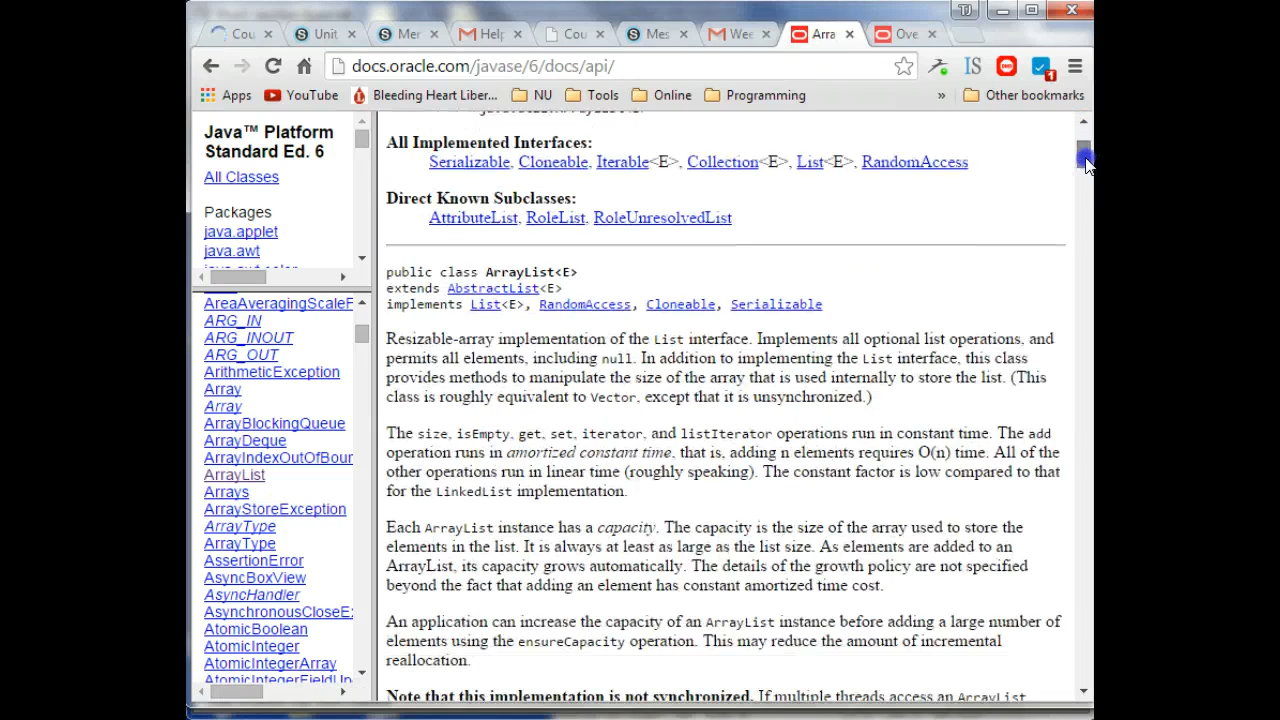 TJ
Cou
Unit
Mer
Help
Cou
Mes
Wee
Arra
Ove
docs.oracle.com/javase/6/docs/api/
IS
Apps
YouTube
Bleeding Heart Liber...
NU
Tools
Online
Programming
»
Other bookmarks
Java™ Platform
Standard Ed. 6
All Classes
Packages
java.applet
java.awt
AreaAveragingScaleF
ARG_IN
ARG_INOUT
ARG_OUT
ArithmeticException
Array
Array
ArrayBlockingQueue
ArrayDeque
ArrayIndexOutOfBour
ArrayList
Arrays
ArrayStoreException
ArrayType
ArrayType
AssertionError
AsyncBoxView
AsyncHandler
AsynchronousCloseE
AtomicBoolean
AtomicInteger
AtomicIntegerArray
AtomicIntegerFieldUp
All Implemented Interfaces:
Serializable, Cloneable, Iterable<E>, Collection<E>, List<E>, RandomAccess
Direct Known Subclasses:
AttributeList, RoleList, RoleUnresolvedList
public class ArrayList<E>
extends AbstractList<E>
implements List<E>, RandomAccess, Cloneable, Serializable
Resizable-array implementation of the List interface. Implements all optional list operations, and
permits all elements, including null. In addition to implementing the List interface, this class
provides methods to manipulate the size of the array that is used internally to store the list. (This
class is roughly equivalent to Vector, except that it is unsynchronized.)
The size, isEmpty, get, set, iterator, and listIterator operations run in constant time. The add
operation runs in amortized constant time, that is, adding n elements requires O(n) time. All of the
other operations run in linear time (roughly speaking). The constant factor is low compared to that
for the LinkedList implementation.
Each ArrayList instance has a capacity. The capacity is the size of the array used to store the
elements in the list. It is always at least as large as the list size. As elements are added to an
ArrayList, its capacity grows automatically. The details of the growth policy are not specified
beyond the fact that adding an element has constant amortized time cost.
An application can increase the capacity of an ArrayList instance before adding a large number of
elements using the ensureCapacity operation. This may reduce the amount of incremental
reallocation.
Note that this implementation is not synchronized. If multiple threads access an ArrayList